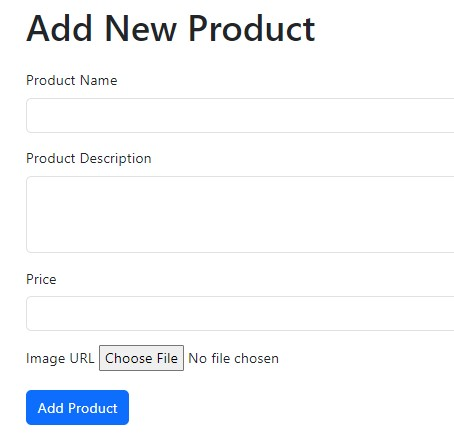 Add New Product
Product Name
Product Description
Price
Image URL Choose File No file chosen
Add Product